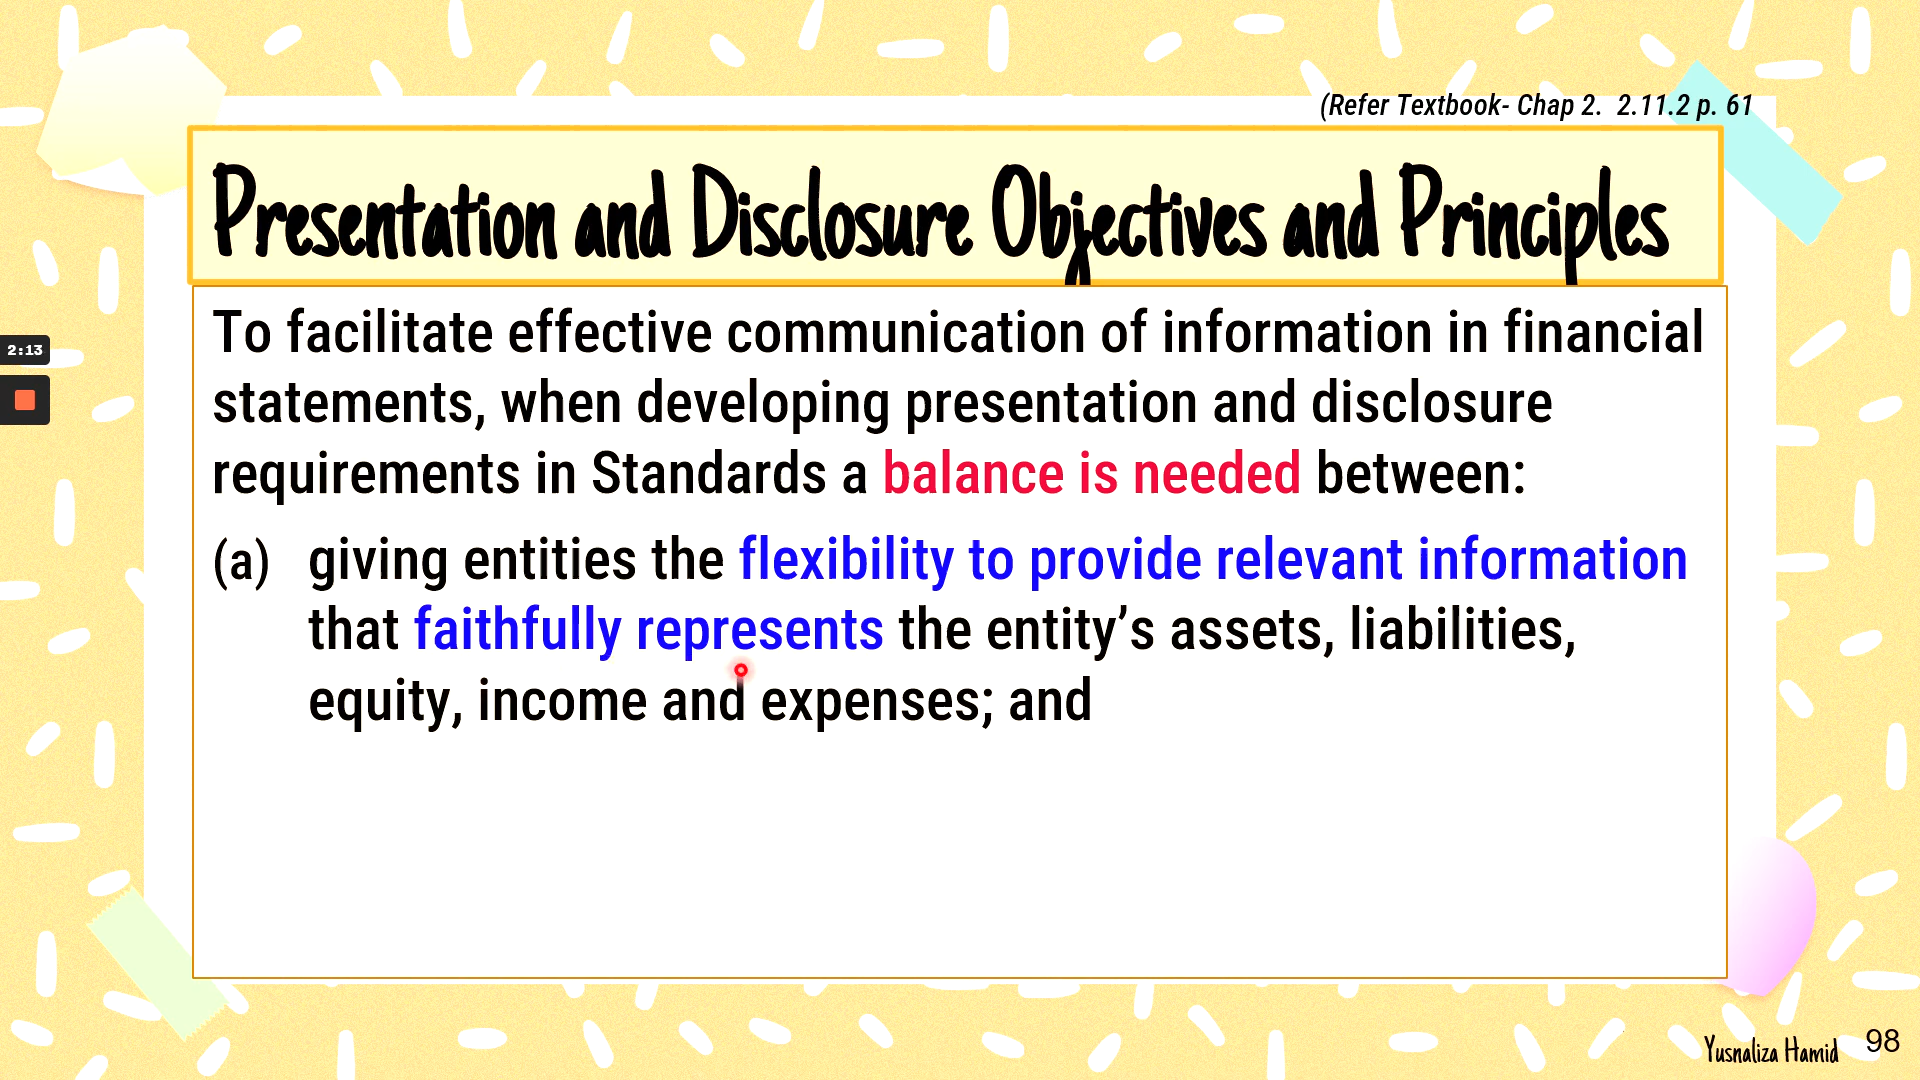 (Refer Textbook- Chap 2.  2.11.2 p. 61
Presentation and Disclosure Objectives and Principles
To facilitate effective communication of information in financial
statements, when developing presentation and disclosure
requirements in Standards a balance is needed between:
(a) giving entities the flexibility to provide relevant information
that faithfully represents the entity’s assets, liabilities,
equity, income and expenses; and
2:13
Yusnaliza Hamid
98